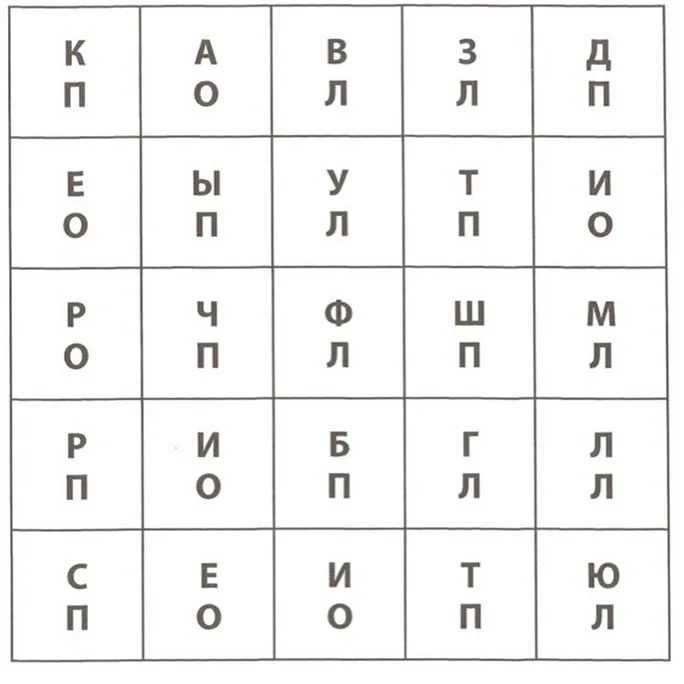 К А В З Д
П О Л Л П
Е Ы У Т И
О П Л П О
Р Ч Ф Ш М
О П Л П Л
Р И Б Г Л
П О П Л Л
С Е И Т Ю
П О О П Л